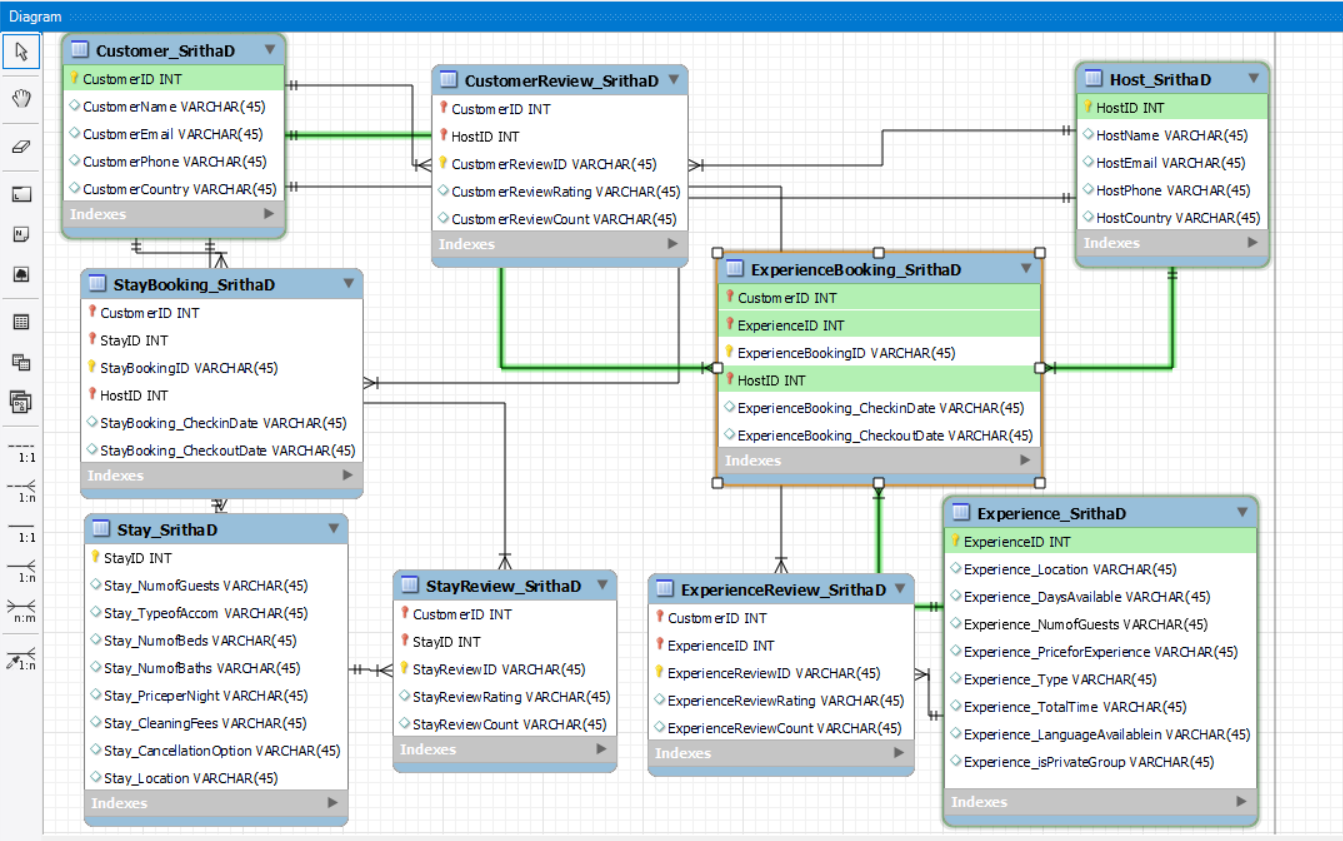 Diagram
Customer_SrithaD
CustomerID INT
CustomerName VARCHAR(45)
CustomerEmail VARCHAR(45)
CustomerPhone VARCHAR(45)
CustomerCountry VARCHAR(45)
Indexes
CustomerReview_SrithaD
CustomerID INT
HostID INT
CustomerReviewID VARCHAR(45)
CustomerReviewRating VARCHAR(45)
CustomerReviewCount VARCHAR(45)
Indexes
Host_SrithaD
HostID INT
HostName VARCHAR(45)
HostEmail VARCHAR(45)
HostPhone VARCHAR(45)
HostCountry VARCHAR(45)
Indexes
StayBooking_SrithaD
CustomerID INT
StayID INT
StayBookingID VARCHAR(45)
HostID INT
StayBooking_CheckinDate VARCHAR(45)
StayBooking_CheckoutDate VARCHAR(45)
Indexes
ExperienceBooking_SrithaD
CustomerID INT
ExperienceID INT
ExperienceBookingID VARCHAR(45)
HostID INT
ExperienceBooking_CheckinDate VARCHAR(45)
ExperienceBooking_CheckoutDate VARCHAR(45)
Indexes
Stay_SrithaD
StayID INT
Stay_NumofGuests VARCHAR(45)
Stay_TypeofAccom VARCHAR(45)
Stay_NumofBeds VARCHAR(45)
Stay_NumofBaths VARCHAR(45)
Stay_PriceperNight VARCHAR(45)
Stay_CleaningFees VARCHAR(45)
Stay_CancellationOption VARCHAR(45)
Stay_Location VARCHAR(45)
Indexes
StayReview_SrithaD
CustomerID INT
StayID INT
StayReviewID VARCHAR(45)
StayReviewRating VARCHAR(45)
StayReviewCount VARCHAR(45)
Indexes
ExperienceReview_SrithaD
CustomerID INT
ExperienceID INT
ExperienceReviewID VARCHAR(45)
ExperienceReviewRating VARCHAR(45)
ExperienceReviewCount VARCHAR(45)
Indexes
Experience_SrithaD
ExperienceID INT
Experience_Location VARCHAR(45)
Experience_DaysAvailable VARCHAR(45)
Experience_NumofGuests VARCHAR(45)
Experience_PriceforExperience VARCHAR(45)
Experience_Type VARCHAR(45)
Experience_TotalTime VARCHAR(45)
Experience_LanguageAvailablein VARCHAR(45)
Experience_isPrivateGroup VARCHAR(45)
Indexes
1:1
1:n
1:1
1:n
n:m
1:n